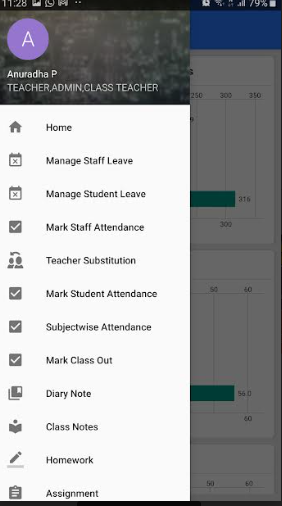 11:28
79%
A
Anuradha P
TEACHER,ADMIN,CLASS TEACHER
Home
Manage Staff Leave
Manage Student Leave
Mark Staff Attendance
Teacher Substitution
Mark Student Attendance
Subjectwise Attendance
Mark Class Out
Diary Note
Class Notes
Homework
Assignment
s
250 300 350
316
300
50 60
56.0
60
50 60